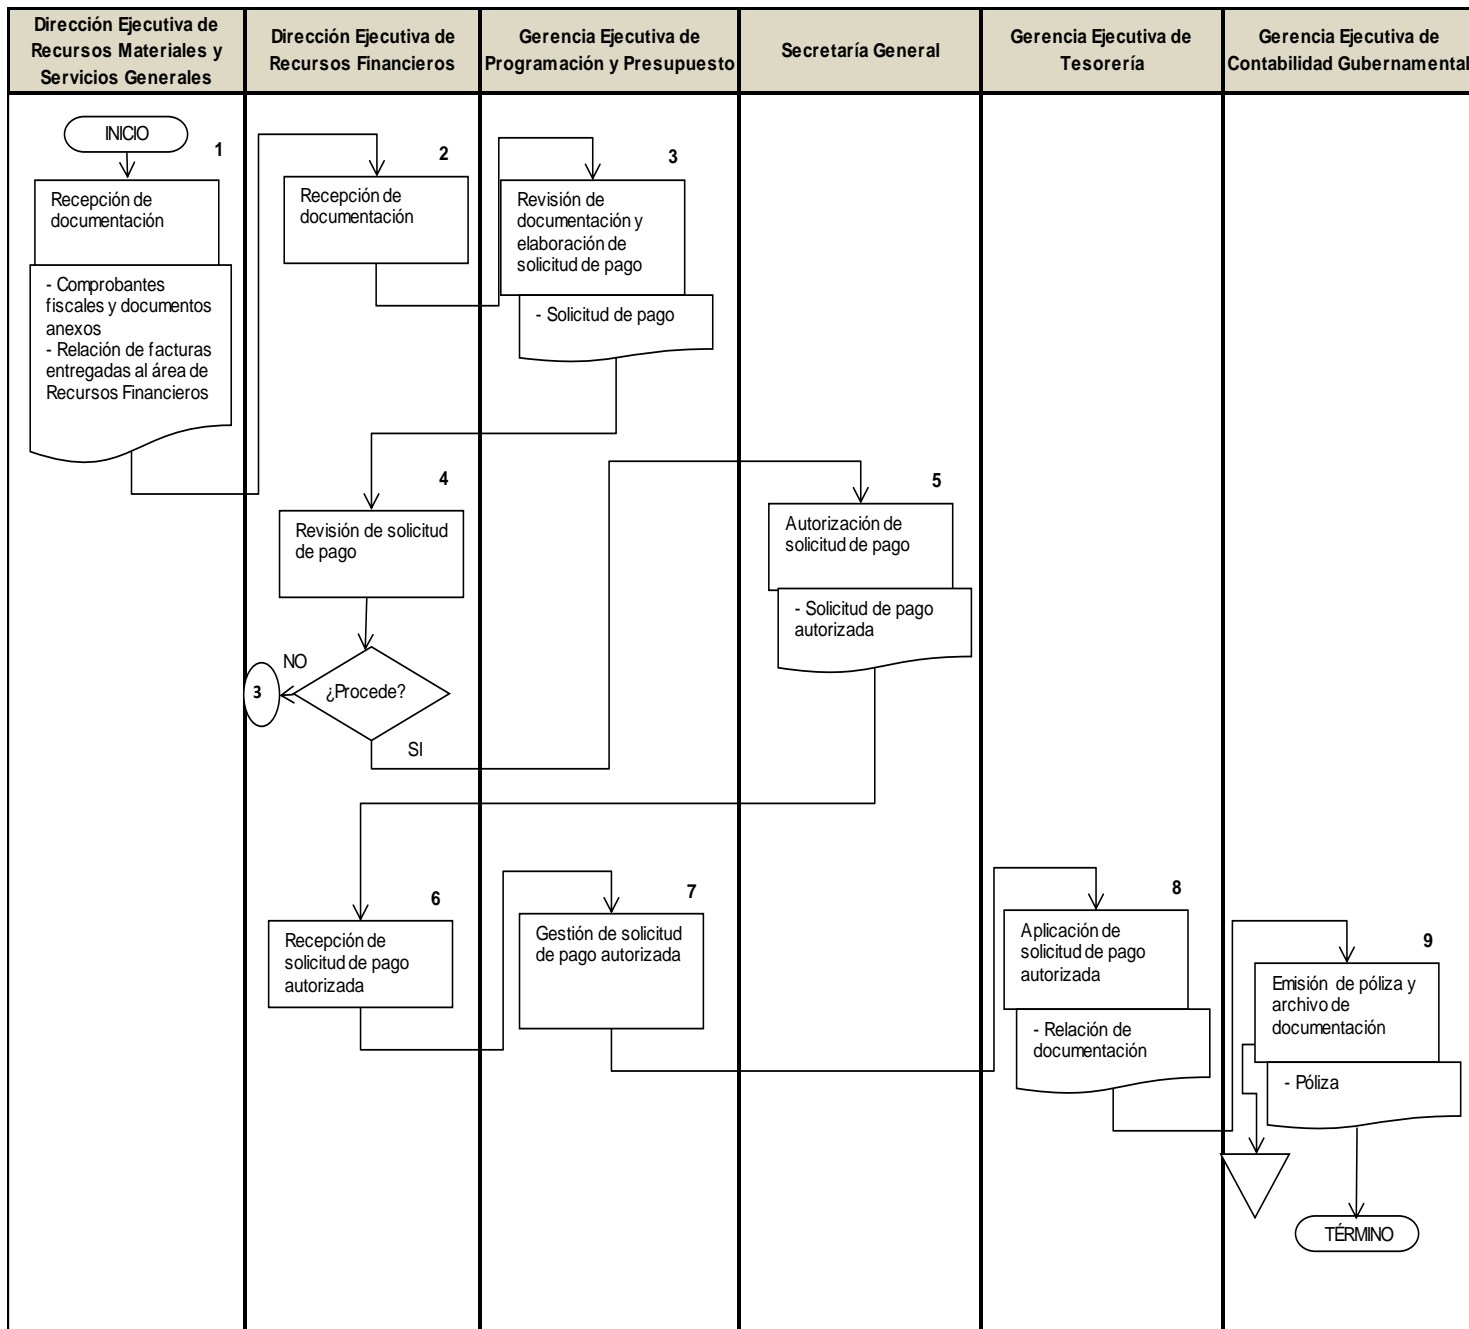 Dirección Ejecutiva de
Recursos Materiales y
Servicios Generales
Dirección Ejecutiva de
Recursos Financieros
Gerencia Ejecutiva de
Programación y Presupuesto
Secretaría General
Gerencia Ejecutiva de
Tesorería
Gerencia Ejecutiva de
Contabilidad Gubernamental
INICIO
1
Recepción de
documentación
- Comprobantes
fiscales y documentos
anexos
- Relación de facturas
entregadas al área de
Recursos Financieros
2
Recepción de
documentación
3
Revisión de
documentación y
elaboración de
solicitud de pago
- Solicitud de pago
4
Revisión de solicitud
de pago
¿Procede?
NO
3
SI
5
Autorización de
solicitud de pago
- Solicitud de pago
autorizada
6
Recepción de
solicitud de pago
autorizada
7
Gestión de solicitud
de pago autorizada
8
Aplicación de
solicitud de pago
autorizada
- Relación de
documentación
9
Emisión de póliza y
archivo de
documentación
- Póliza
TÉRMINO